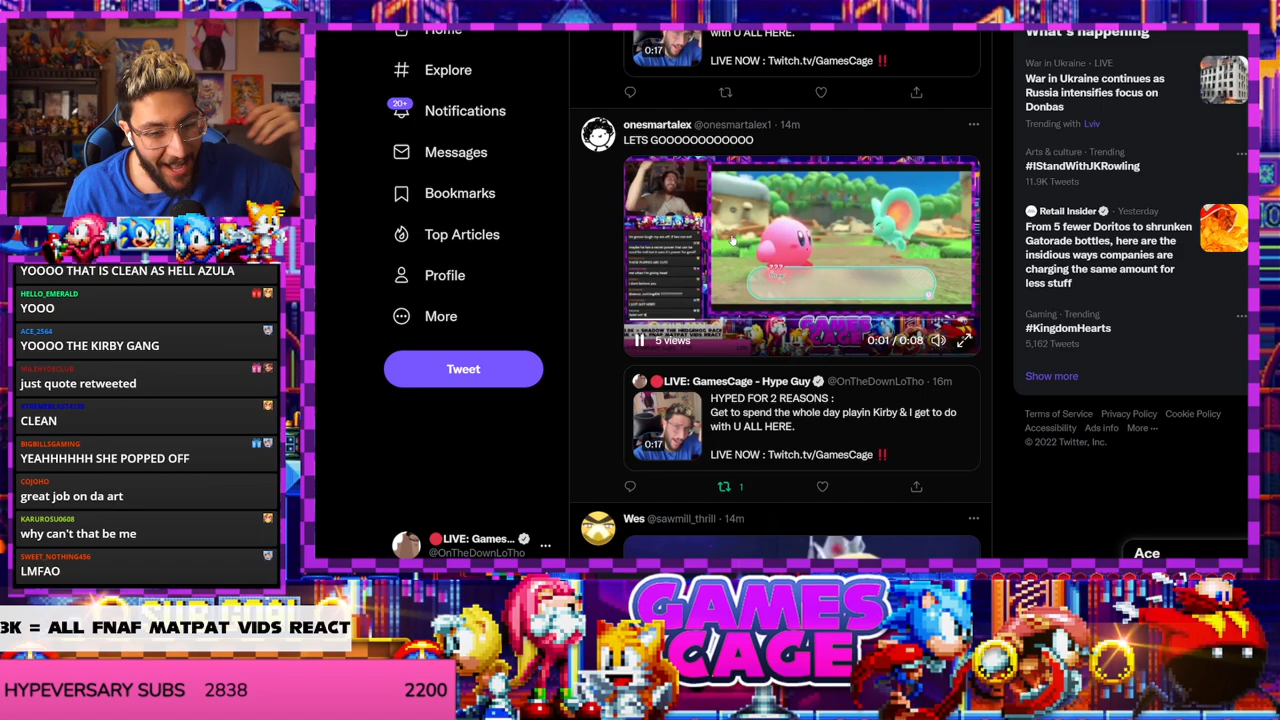 YOOOO THAT IS CLEAN AS HELL AZULA
HELLO_EMERALD
YOOO
ACE_2564
YOOOO THE KIRBY GANG
just quote retweeted
CLEAN
BIGBILLSGAMING
YEAHHHHHH SHE POPPED OFF
COJOHO
great job on da art
KARUROSU0608
why can't that be me
SWEET_NOTHING456
LMFAO
3K = ALL FNAF MATPAT VIDS REACT
HYPEVERSARY SUBS 2838 2200
Home
Explore
20+
Notifications
Messages
Bookmarks
Top Articles
Profile
More
Tweet
LIVE: Games...
@OnTheDownLoTho
0:17
with U ALL HERE.
LIVE NOW : Twitch.tv/GamesCage ‼️
onesmartalex @onesmartalex1 · 14m
LETS GOOOOOOOOOOOO
5 views
0:01 / 0:08
LIVE: GamesCage - Hype Guy @OnTheDownLoTho · 16m
HYPED FOR 2 REASONS :
Get to spend the whole day playin Kirby & I get to do
with U ALL HERE.
0:17
LIVE NOW : Twitch.tv/GamesCage ‼️
1
Wes @sawmill_thrill · 14m
What's happening
War in Ukraine · LIVE
War in Ukraine continues as
Russia intensifies focus on
Donbas
Trending with Lviv
Arts & culture · Trending
#IStandWithJKRowling
11.9K Tweets
Retail Insider · Yesterday
From 5 fewer Doritos to shrunken
Gatorade bottles, here are the
insidious ways companies are
charging the same amount for
less stuff
Gaming · Trending
#KingdomHearts
5,162 Tweets
Show more
Terms of Service Privacy Policy Cookie Policy
Accessibility Ads info More ···
© 2022 Twitter, Inc.
Ace
GAMES
CAGE